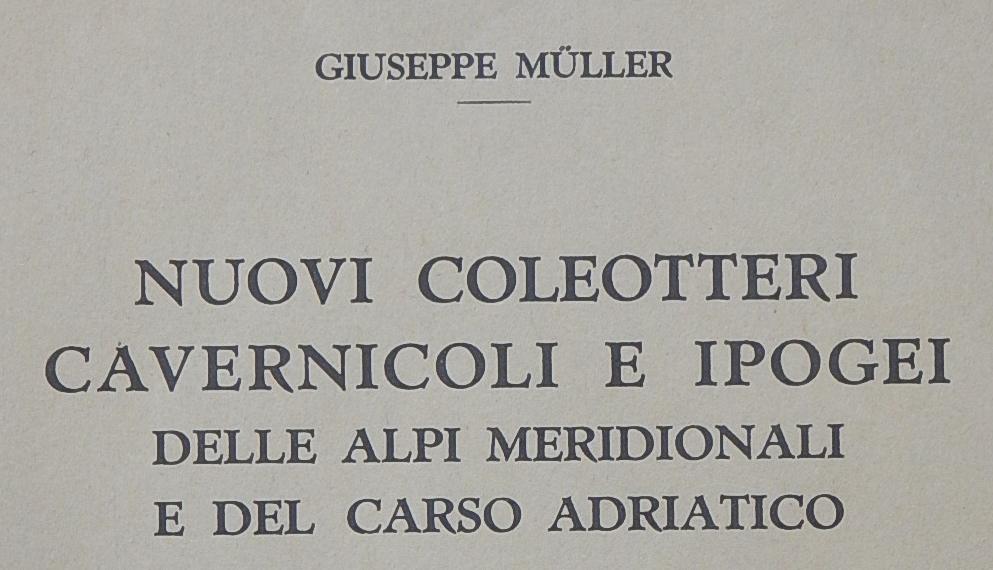 GIUSEPPE MÜLLER
NUOVI COLEOTTERI
CAVERNICOLI E IPOGEI
DELLE ALPI MERIDIONALI
E DEL CARSO ADRIATICO